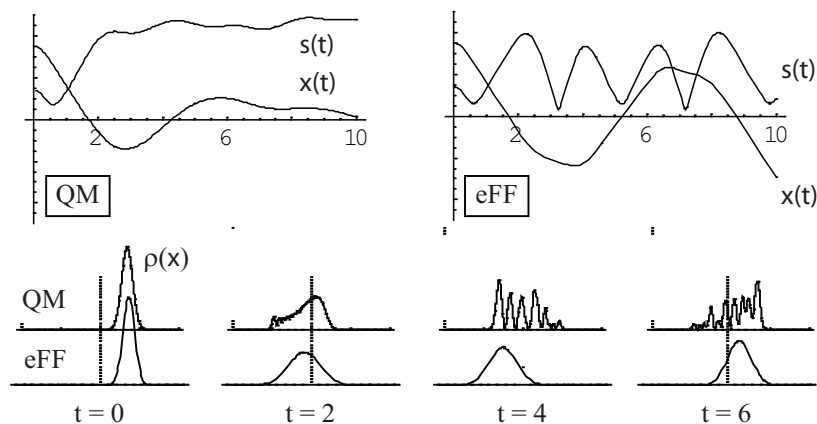 s(t)
x(t)
2 6 10
QM
s(t)
2 6 10
x(t)
eFF
ρ(x)
QM
eFF
t = 0 t = 2 t = 4 t = 6